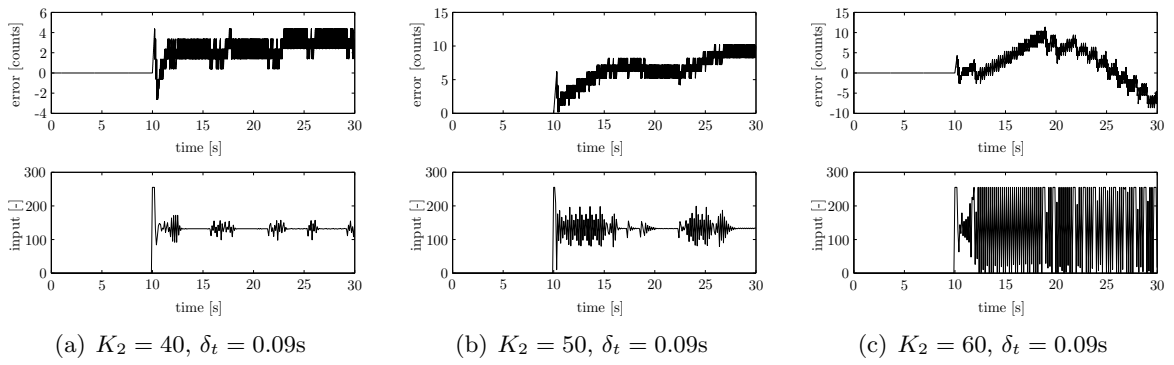 6
4
2
0
-2
-4
error [counts]
0 5 10 15 20 25 30
time [s]
300
200
100
0
input [-]
0 5 10 15 20 25 30
time [s]
(a) K₂ = 40, δₜ = 0.09s
15
10
5
0
error [counts]
0 5 10 15 20 25 30
time [s]
300
200
100
0
input [-]
0 5 10 15 20 25 30
time [s]
(b) K₂ = 50, δₜ = 0.09s
15
10
5
0
-5
-10
error [counts]
0 5 10 15 20 25 30
time [s]
300
200
100
0
input [-]
0 5 10 15 20 25 30
time [s]
(c) K₂ = 60, δₜ = 0.09s